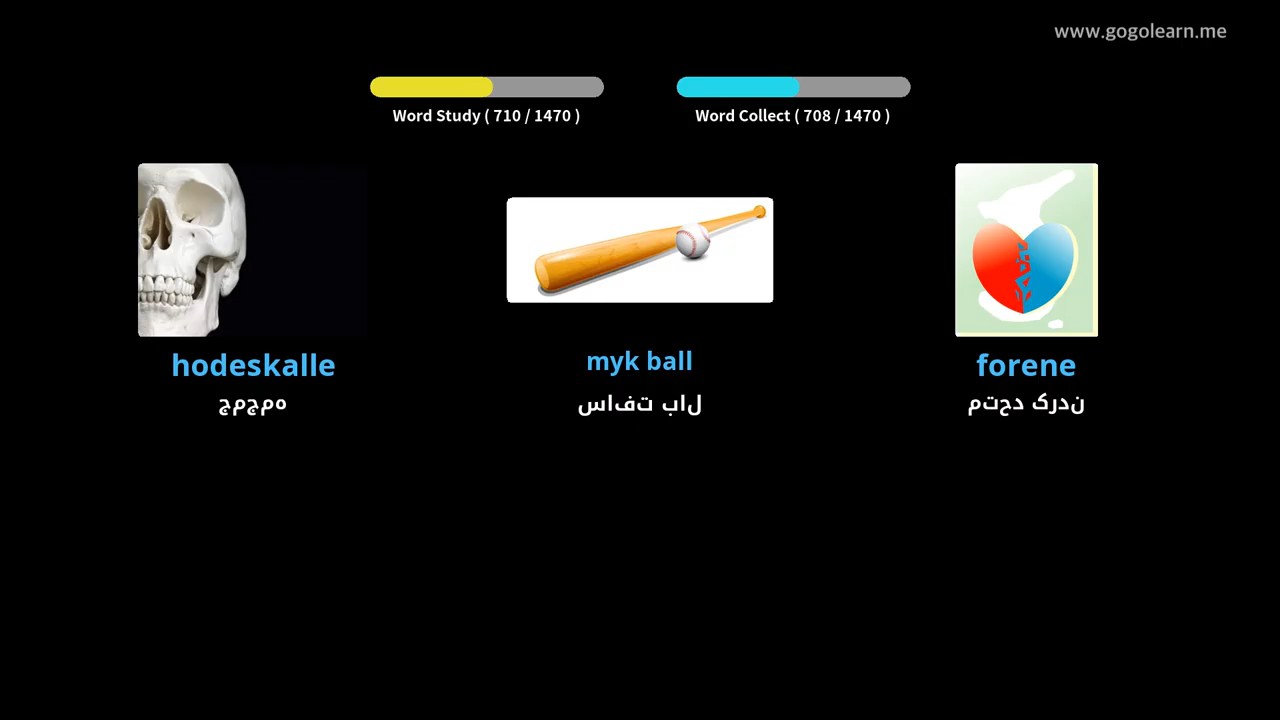 www.gogolearn.me
Word Study ( 710 / 1470 )
Word Collect ( 708 / 1470 )
hodeskalle
myk ball
forene
جمجمه
سافت بال
متحد کردن